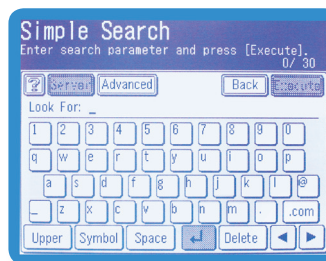 Simple Search
Enter search parameter and press [Execute].
0/ 30
? Server Advanced Back Execute
Look For: _
1 2 3 4 5 6 7 8 9 0
q w e r t y u i o p
a s d f g h j k l @
_ z x c v b n m . .com
Upper Symbol Space ↵ Delete ◀ ▶